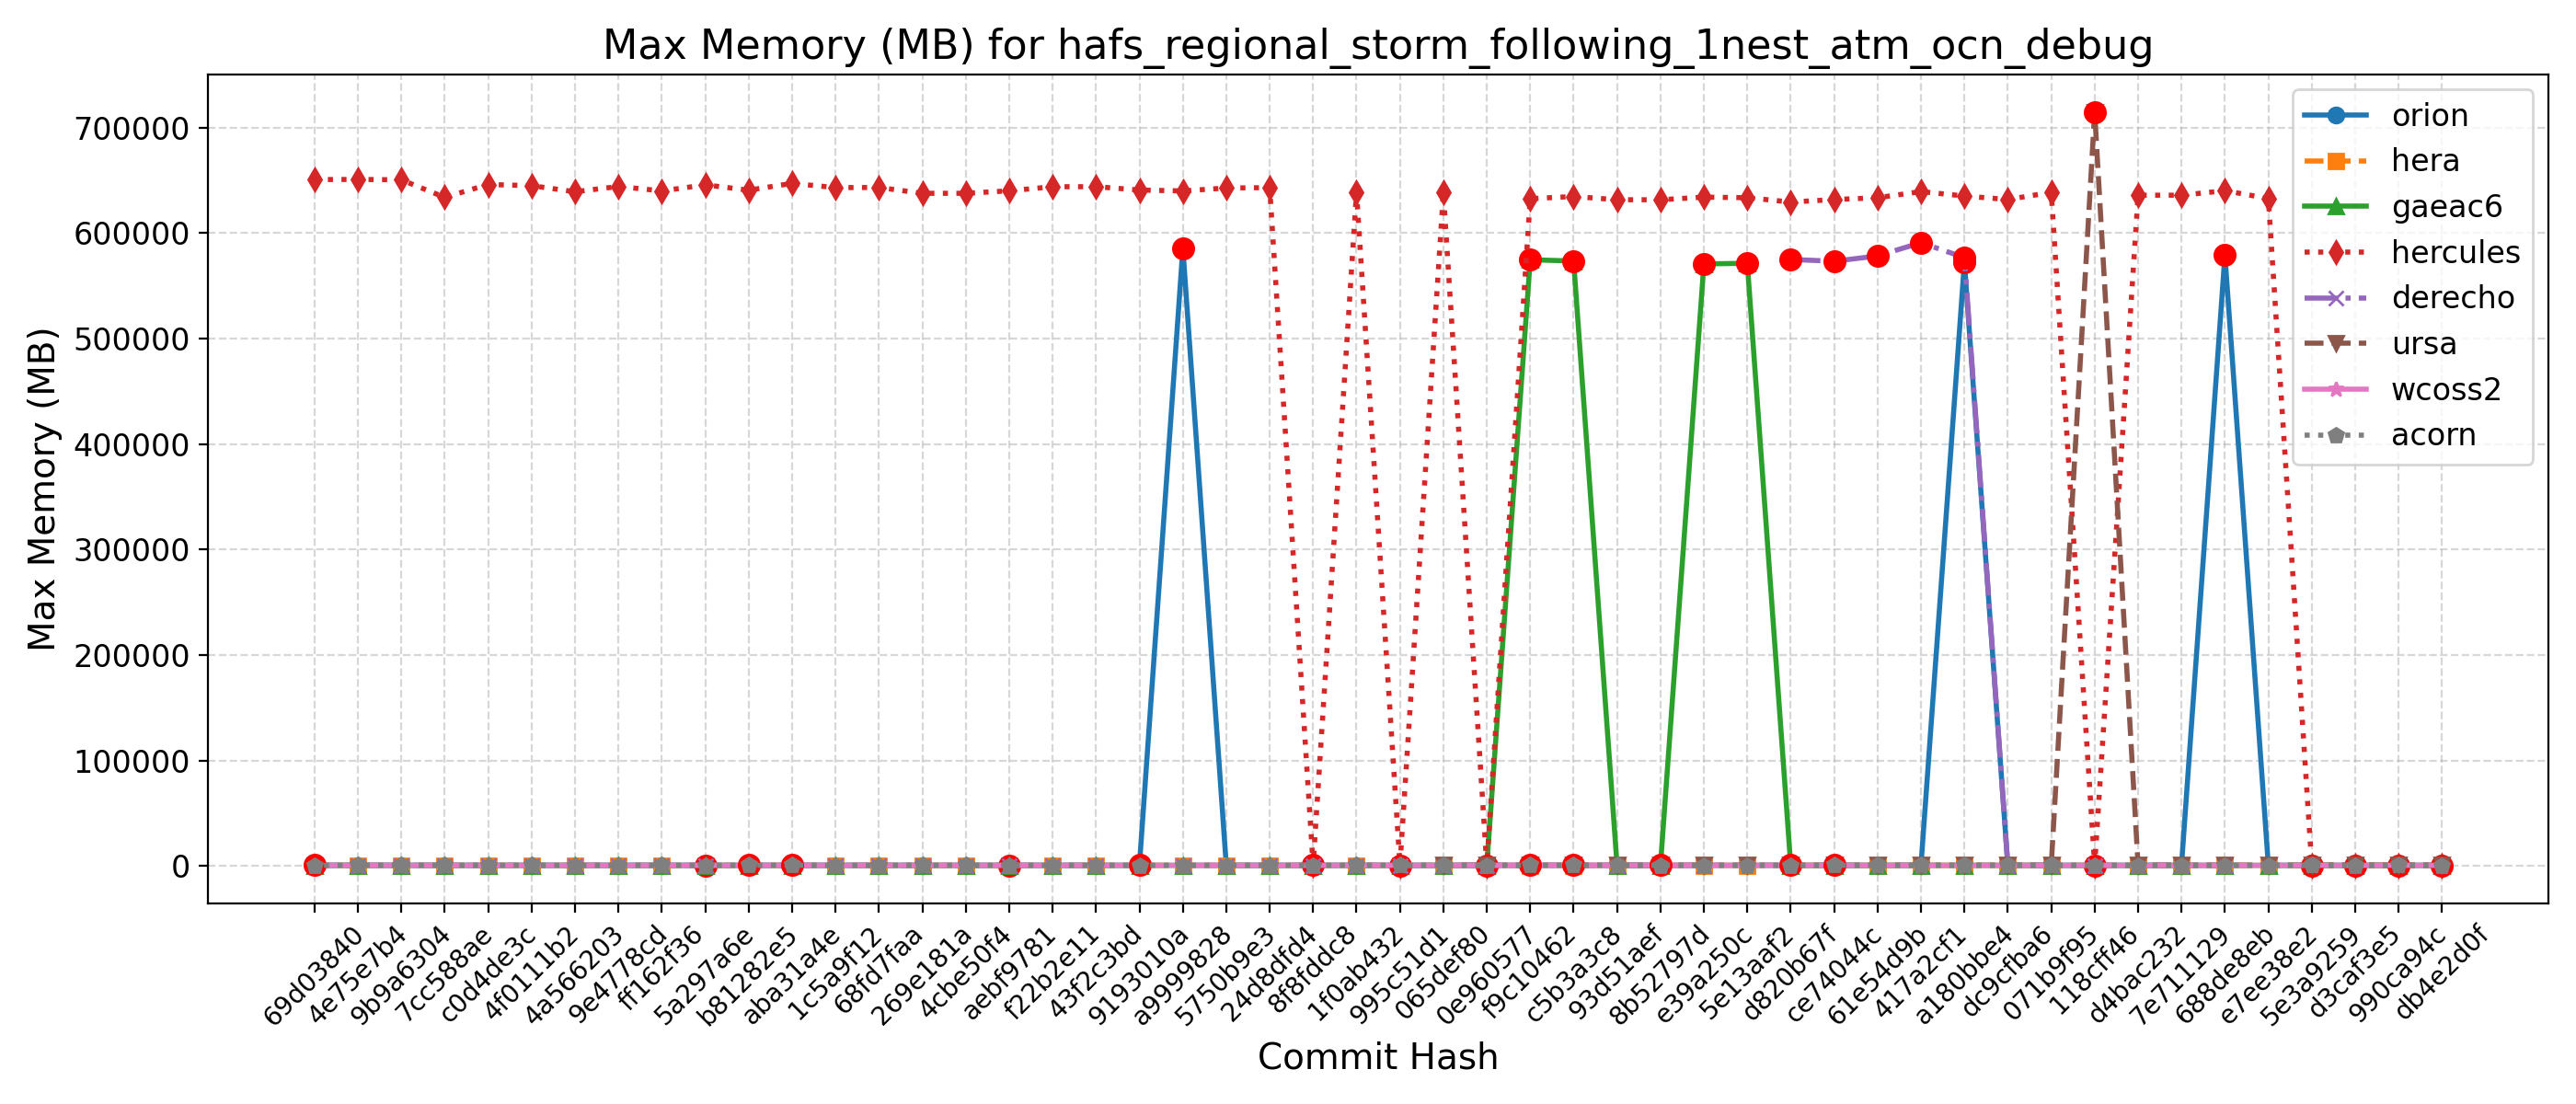 Max Memory (MB) for hafs_regional_storm_following_1nest_atm_ocn_debug
Max Memory (MB)
700000
600000
500000
400000
300000
200000
100000
0
orion
hera
gaeac6
hercules
derecho
ursa
wcoss2
acorn
69d03840
4e75e7b4
9b9a6304
7cc588ae
c0d4de3c
4f0111b2
4a566203
9e4778cd
ff162f36
5a297a6e
b81282e5
aba31a4e
1c5a9f12
68fd7faa
269e181a
4cbe50f4
aebf9781
f22b2e11
43f2c3bd
9193010a
a9999828
5750b9e3
24d8dfd4
8f8fddc8
1f0ab432
995c51d1
065def80
0e960577
f9c10462
c5b3a3c8
93d51aef
8b52797d
e39a250c
5e13aaf2
d820b67f
ce74044c
61e54d9b
417a2cf1
a180bbe4
dc9cfba6
071b9f95
118cff46
d4bac232
7e711129
688de8eb
e7ee38e2
5e3a9259
d3caf3e5
990ca94c
db4e2d0f
Commit Hash